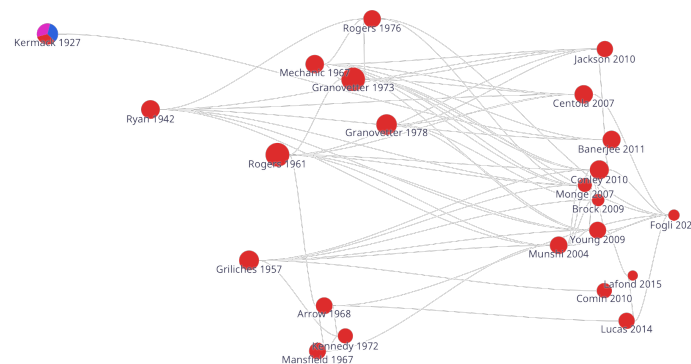 Rogers 1976
Kermack 1927
Jackson 2010
Mechanic 196
Granovetter 1973
Centola 2007
Ryan 1942
Granovetter 1978
Banerjee 2011
Rogers 1961
Conley 2010
Monge 2007
Brock 2009
Fogli 202
Young 2009
Munshi 2004
Griliches 1957
Lafond 2015
Comin 2010
Arrow 1968
Lucas 2014
Kennedy 1972
Mansfield 1967